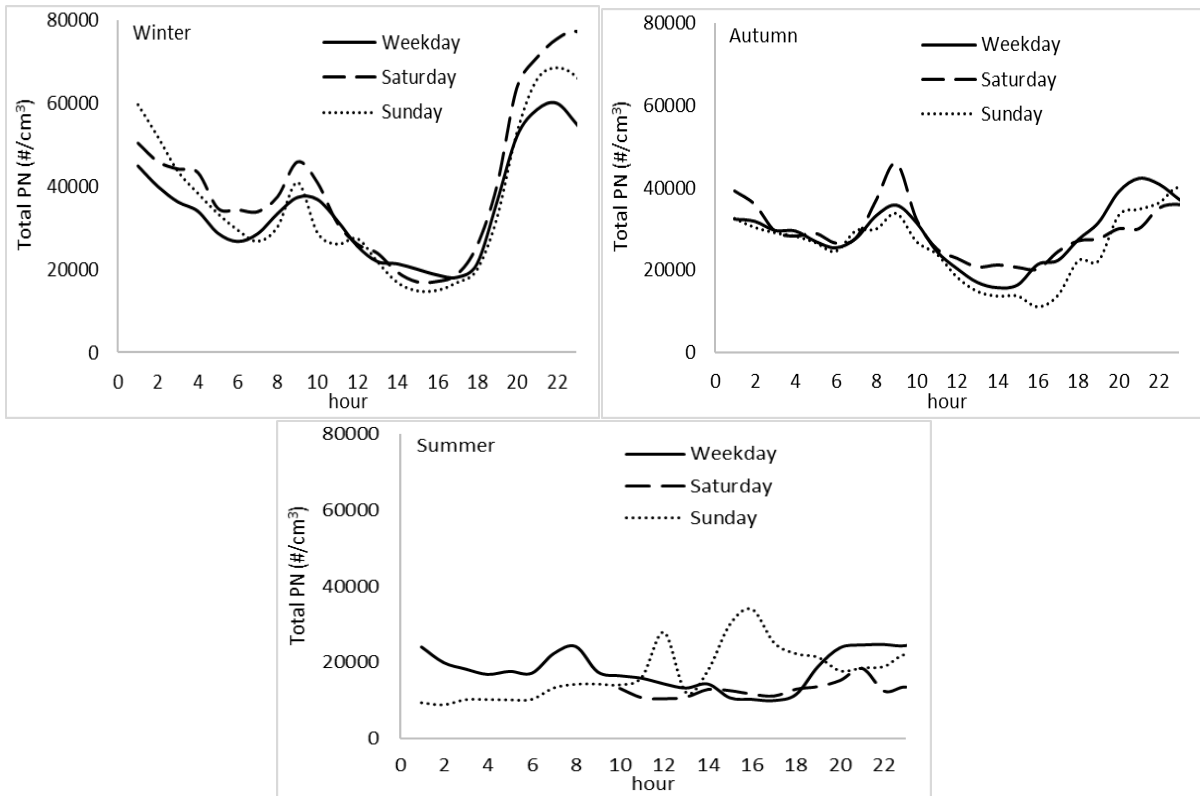 Winter
Weekday
Saturday
Sunday
Total PN (#/cm³)
80000
60000
40000
20000
0
0 2 4 6 8 10 12 14 16 18 20 22
hour
Autumn
Weekday
Saturday
Sunday
Total PN (#/cm³)
80000
60000
40000
20000
0
0 2 4 6 8 10 12 14 16 18 20 22
hour
Summer
Weekday
Saturday
Sunday
Total PN (#/cm³)
80000
60000
40000
20000
0
0 2 4 6 8 10 12 14 16 18 20 22
hour